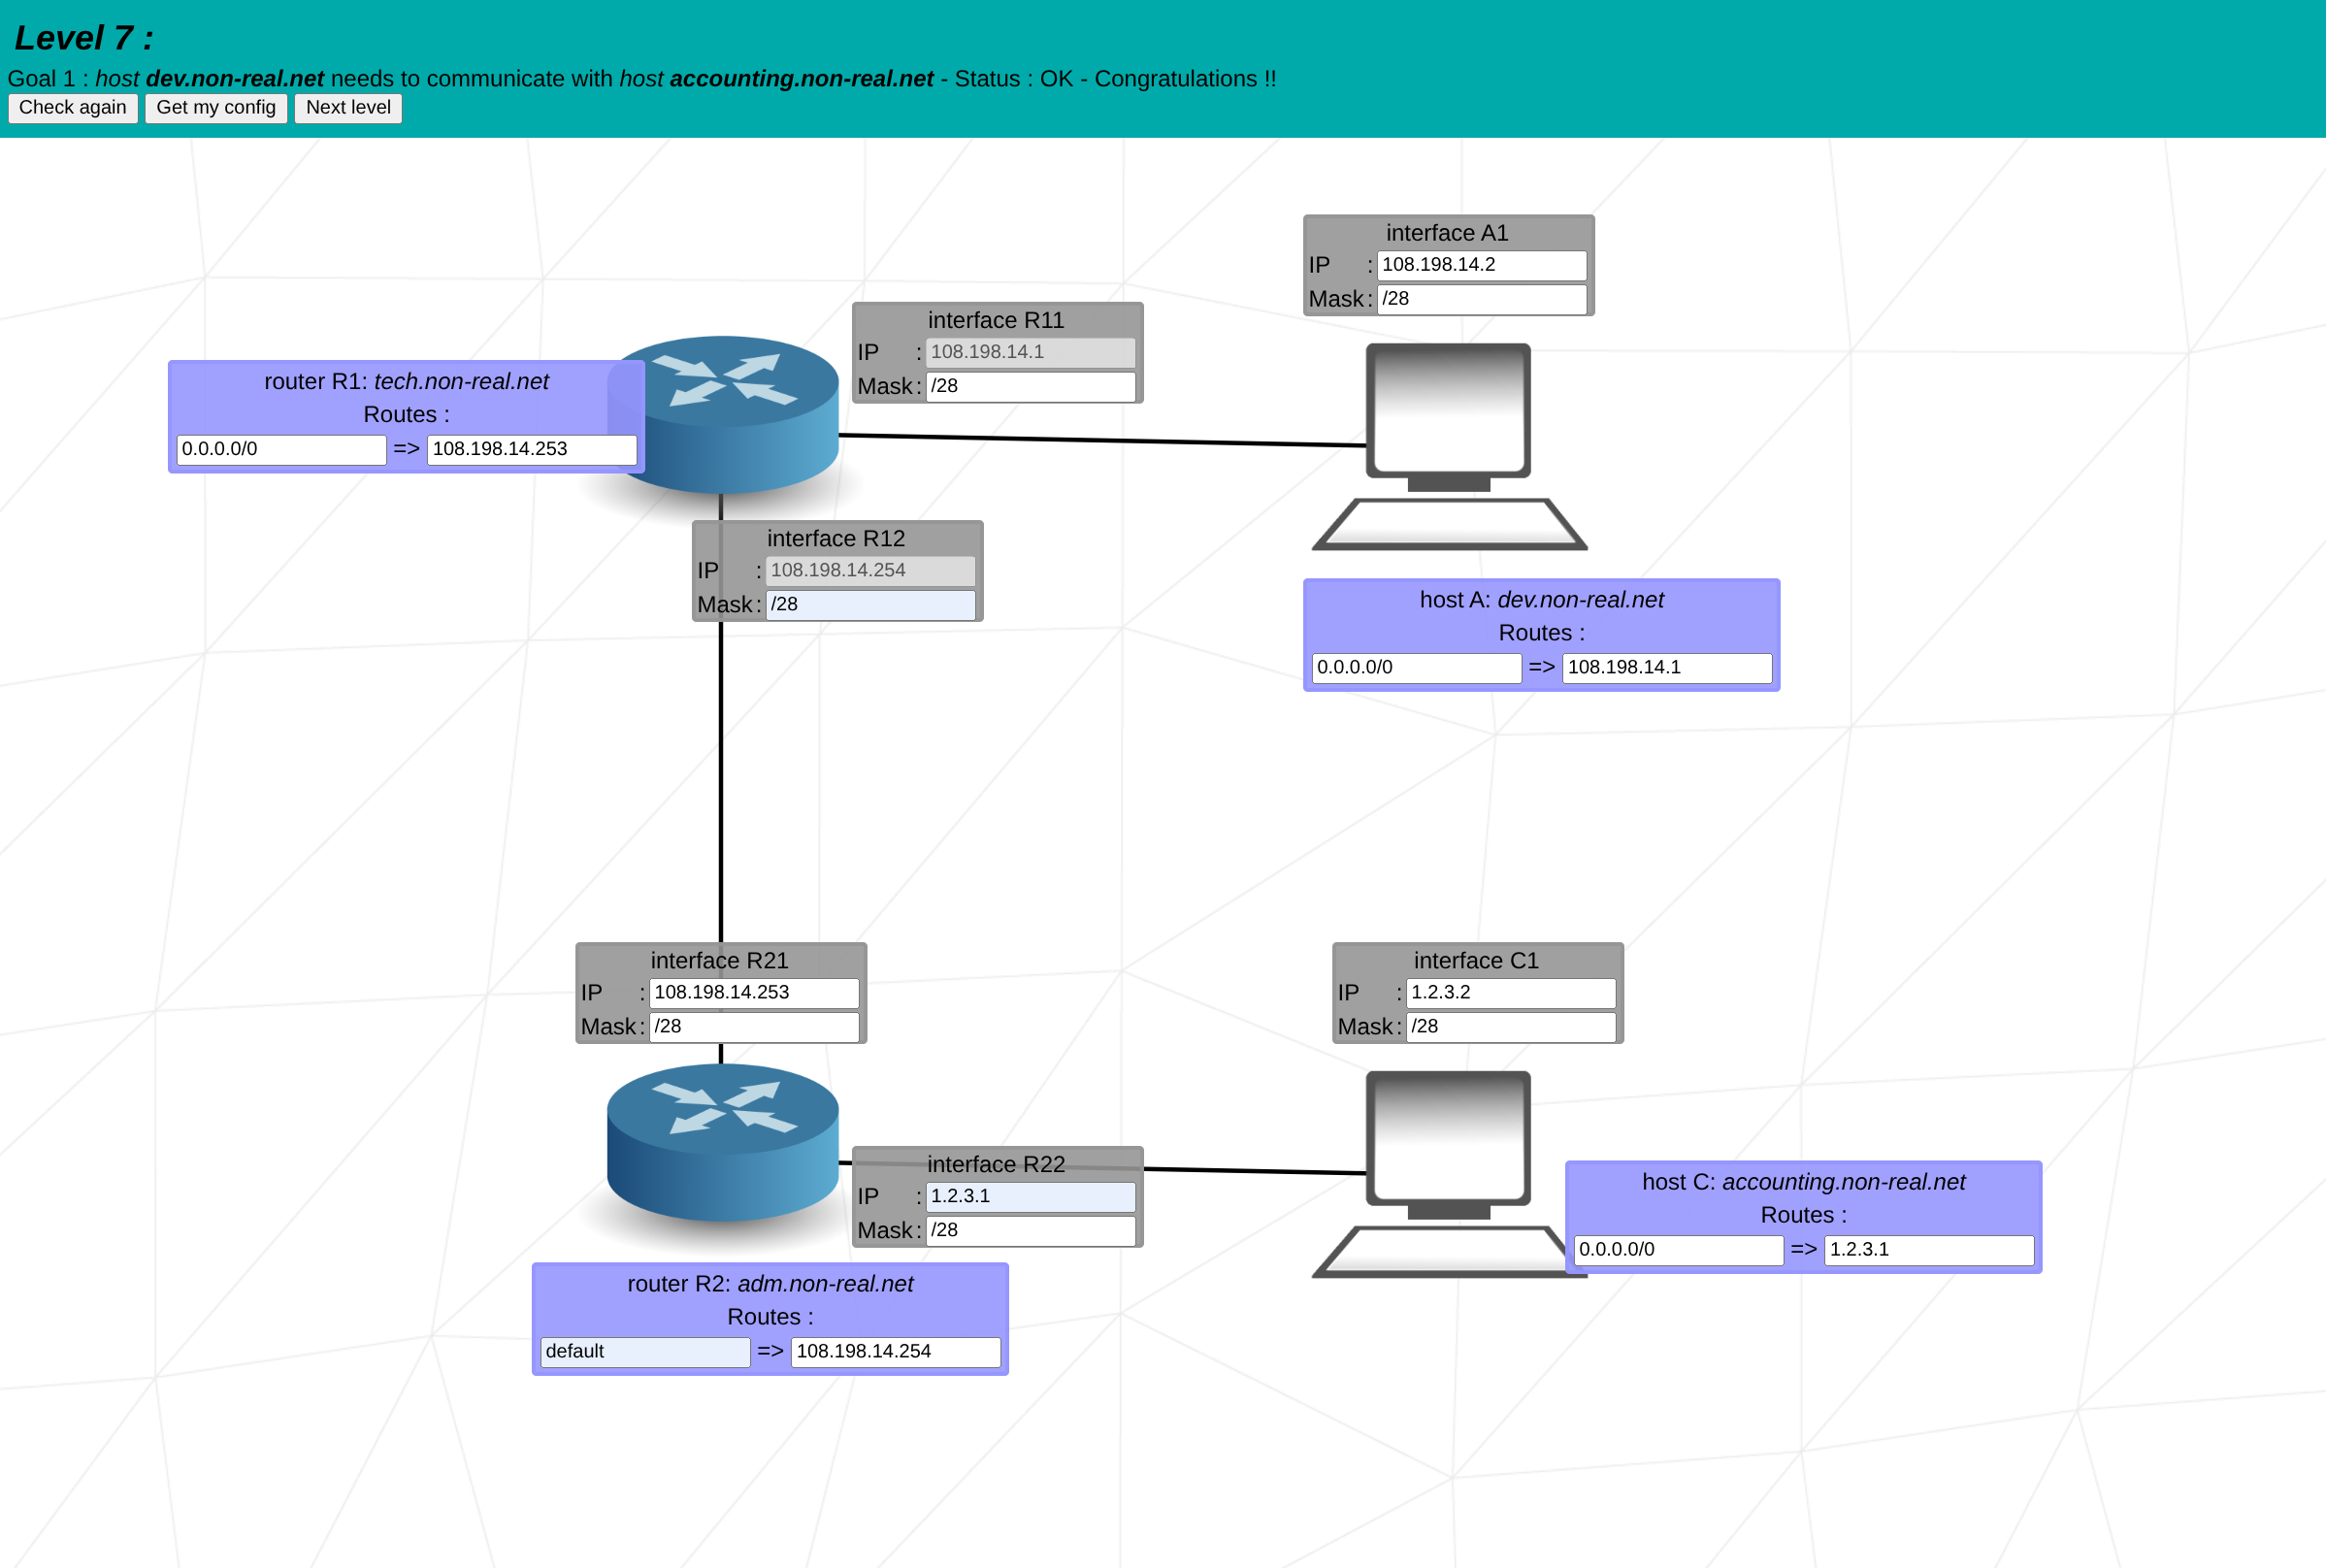 Level 7 :
Goal 1 : host dev.non-real.net needs to communicate with host accounting.non-real.net - Status : OK - Congratulations !!
Check again Get my config Next level
interface A1
IP : 108.198.14.2
Mask : /28
interface R11
IP : 108.198.14.1
Mask : /28
router R1: tech.non-real.net
Routes :
0.0.0.0/0 => 108.198.14.253
interface R12
IP : 108.198.14.254
Mask : /28
host A: dev.non-real.net
Routes :
0.0.0.0/0 => 108.198.14.1
interface R21
IP : 108.198.14.253
Mask : /28
interface C1
IP : 1.2.3.2
Mask : /28
interface R22
IP : 1.2.3.1
Mask : /28
host C: accounting.non-real.net
Routes :
0.0.0.0/0 => 1.2.3.1
router R2: adm.non-real.net
Routes :
default => 108.198.14.254